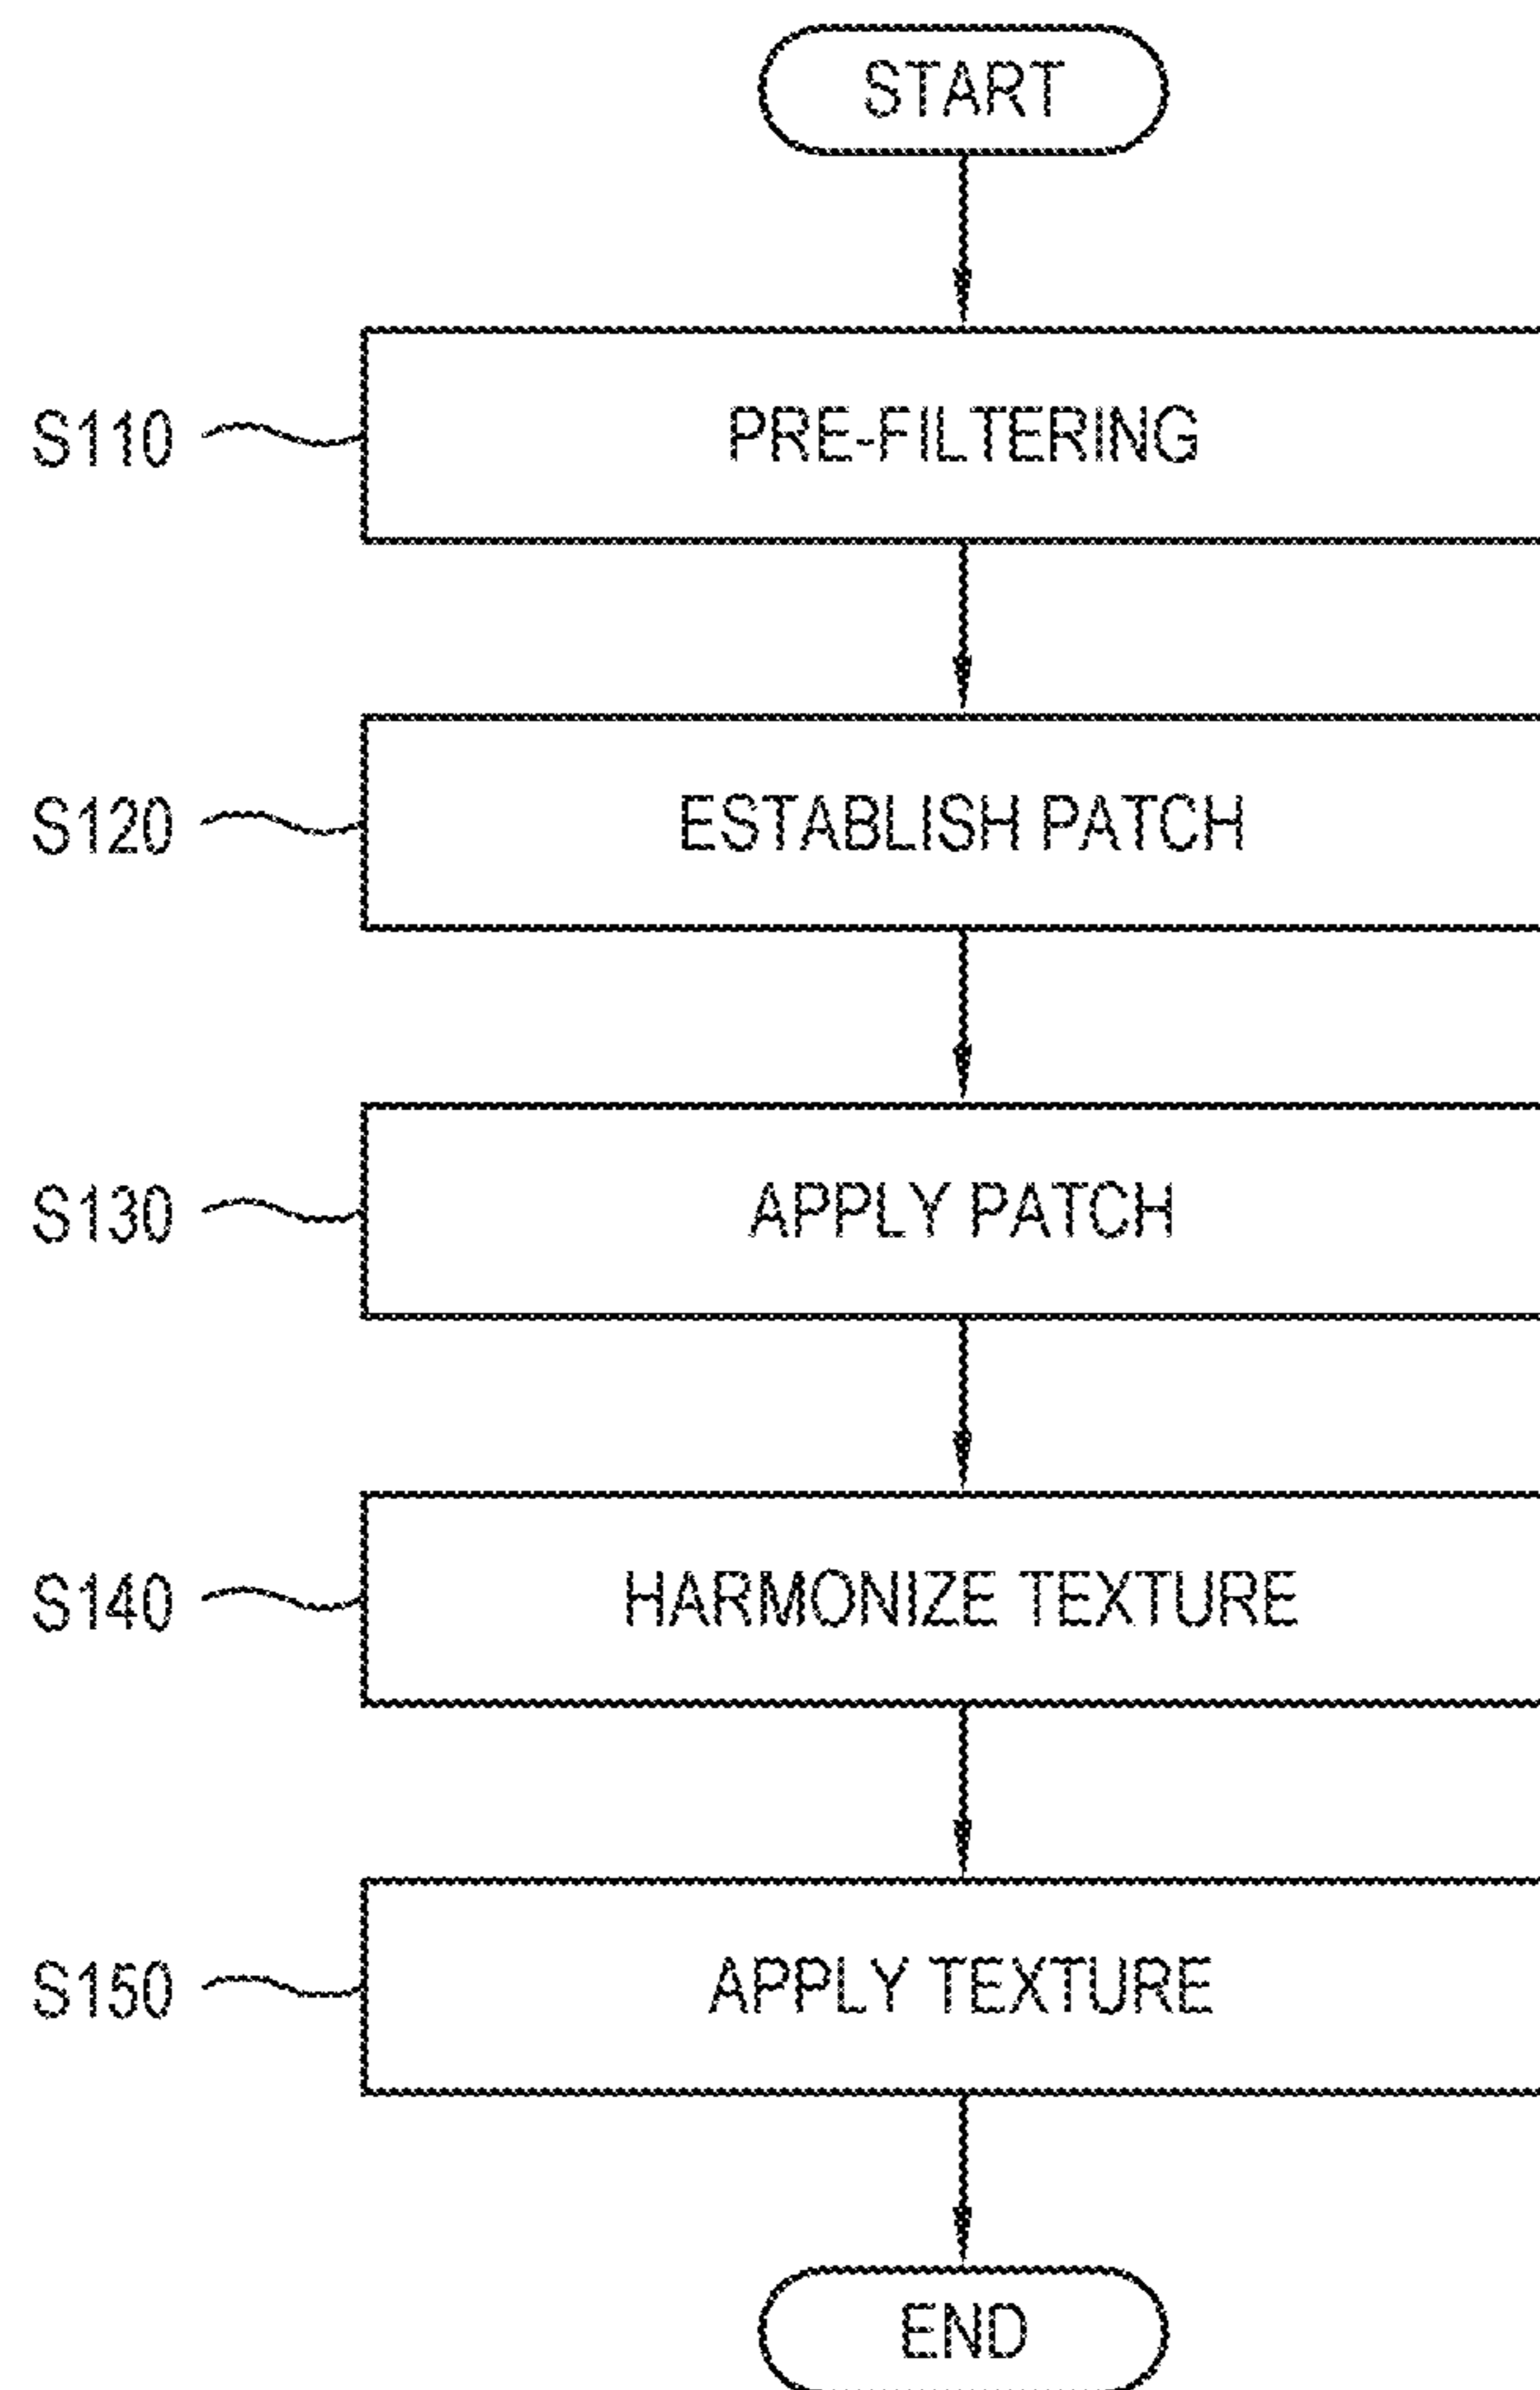 START
S110 PRE-FILTERING
S120 ESTABLISH PATCH
S130 APPLY PATCH
S140 HARMONIZE TEXTURE
S150 APPLY TEXTURE
END